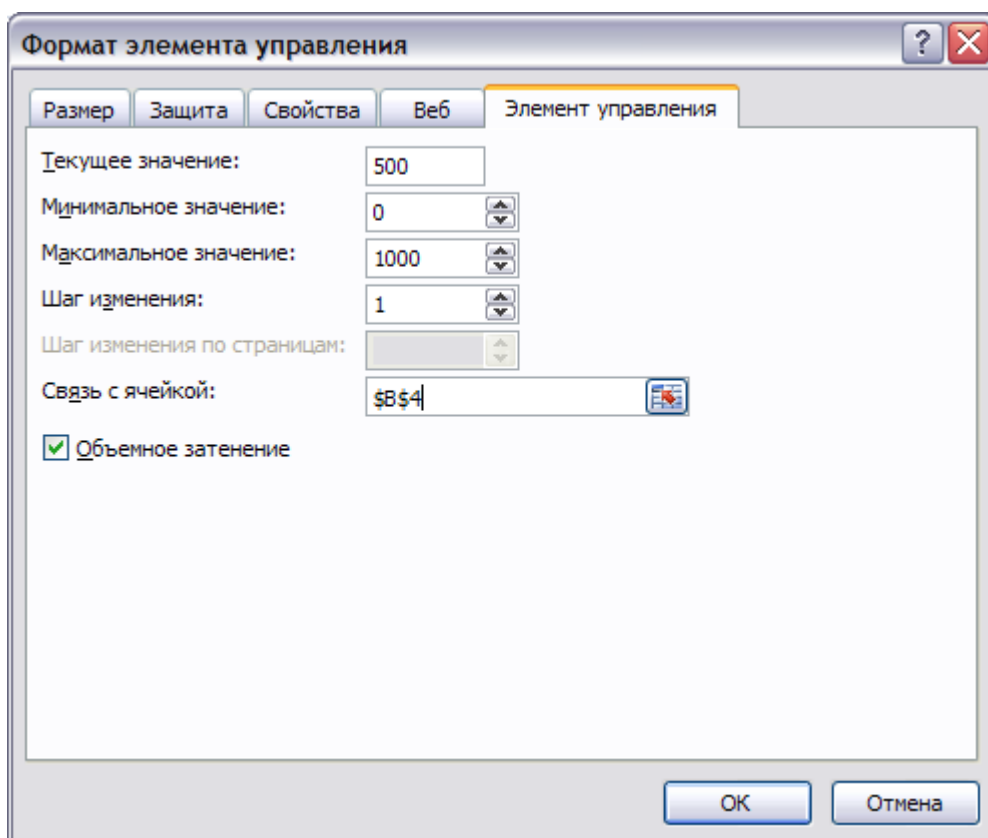 Формат элемента управления
Размер Защита Свойства Веб Элемент управления
Текущее значение: 500
Минимальное значение: 0
Максимальное значение: 1000
Шаг изменения: 1
Шаг изменения по страницам:
Связь с ячейкой: $B$4
Объемное затенение
ОК Отмена